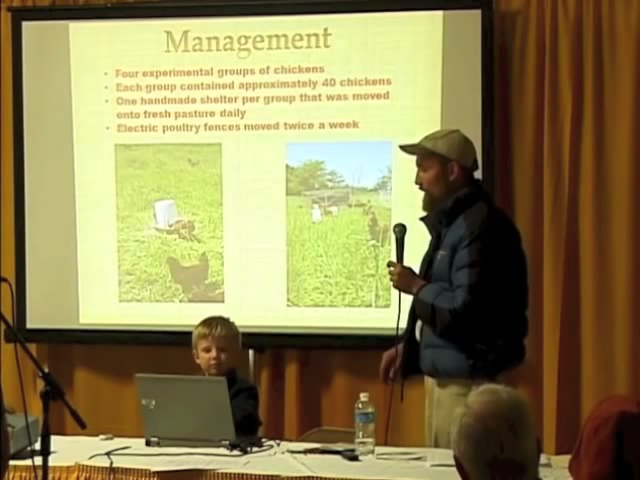 Management
• Four experimental groups of chickens
• Each group contained approximately 40 chickens
• One handmade shelter per group that was moved
onto fresh pasture daily
• Electric poultry fences moved twice a week